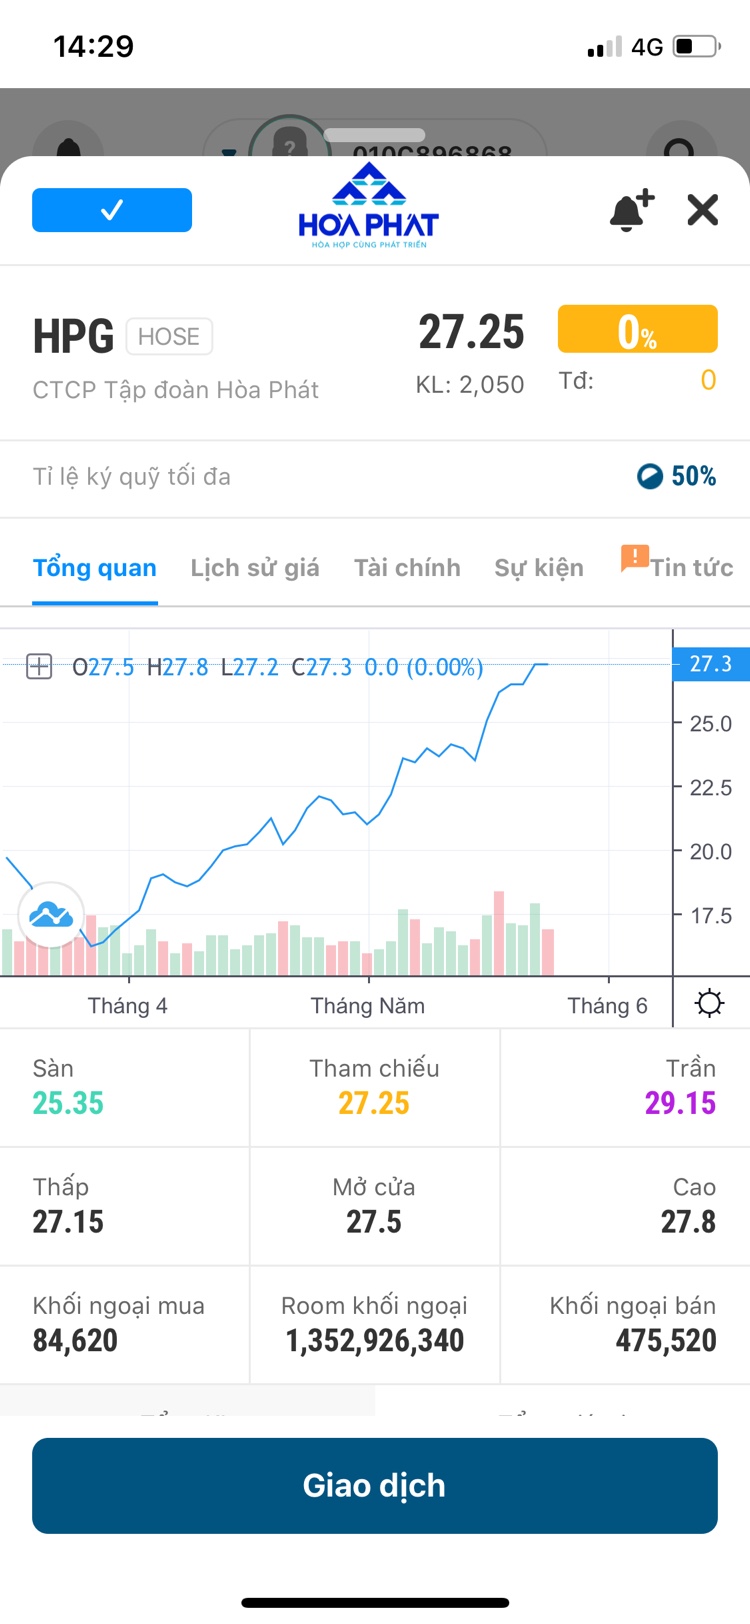 14:29
4G
?
HÒA PHÁT
HÒA HỢP CÙNG PHÁT TRIỂN
HPG HOSE 27.25 0%
CTCP Tập đoàn Hòa Phát KL: 2,050 Tđ: 0
Tỉ lệ ký quỹ tối đa 50%
Tổng quan Lịch sử giá Tài chính Sự kiện ! Tin tức
O27.5 H27.8 L27.2 C27.3 0.0 (0.00%) 27.3
25.0
22.5
20.0
17.5
Tháng 4 Tháng Năm Tháng 6
Sàn Tham chiếu Trần
25.35 27.25 29.15
Thấp Mở cửa Cao
27.15 27.5 27.8
Khối ngoại mua Room khối ngoại Khối ngoại bán
84,620 1,352,926,340 475,520
Giao dịch